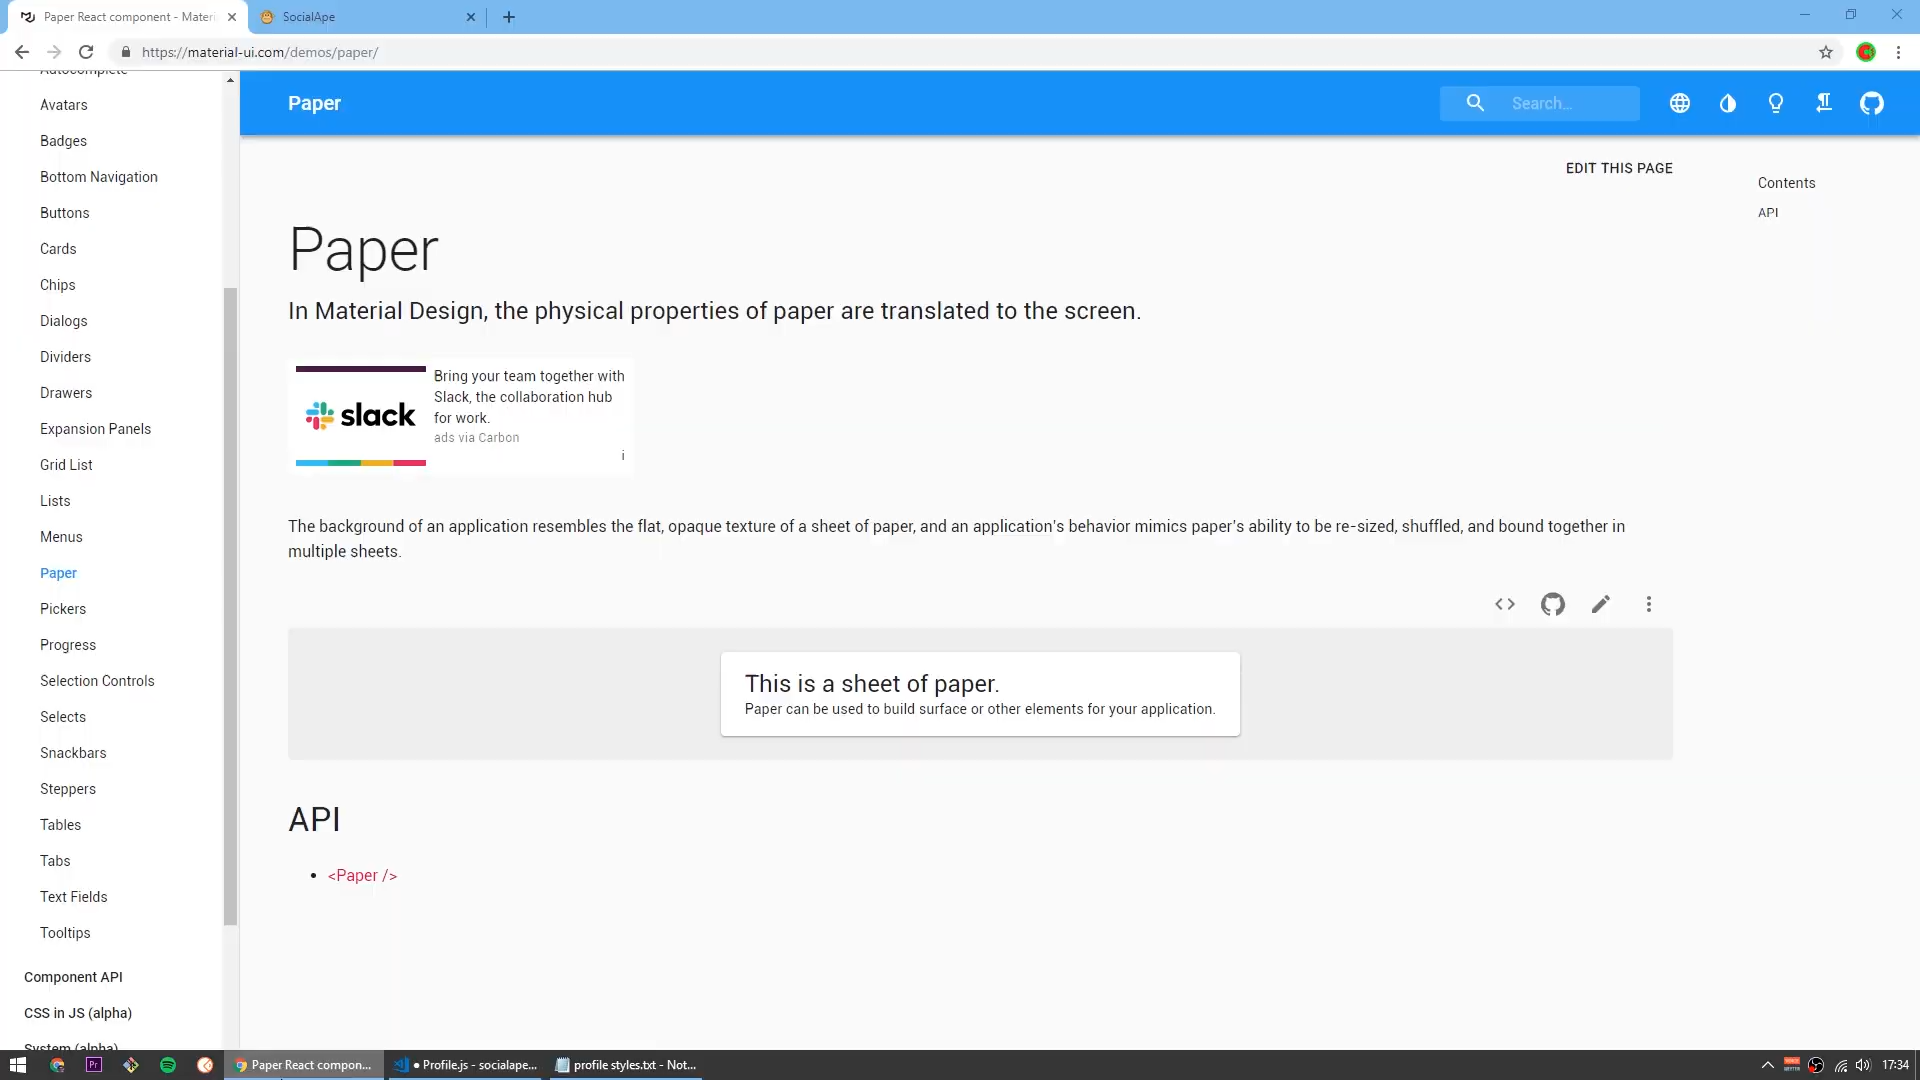 Paper React component - Materi
SocialApe
https://material-ui.com/demos/paper/
Autocomplete
Avatars
Badges
Bottom Navigation
Buttons
Cards
Chips
Dialogs
Dividers
Drawers
Expansion Panels
Grid List
Lists
Menus
Paper
Pickers
Progress
Selection Controls
Selects
Snackbars
Steppers
Tables
Tabs
Text Fields
Tooltips
Component API
CSS in JS (alpha)
System (alpha)
Paper
Search...
EDIT THIS PAGE
Contents
API
Paper
In Material Design, the physical properties of paper are translated to the screen.
slack
Bring your team together with
Slack, the collaboration hub
for work.
ads via Carbon
i
The background of an application resembles the flat, opaque texture of a sheet of paper, and an application's behavior mimics paper's ability to be re-sized, shuffled, and bound together in
multiple sheets.
This is a sheet of paper.
Paper can be used to build surface or other elements for your application.
API
<Paper />
Pr
Paper React compon...
● Profile.js - socialape...
profile styles.txt - Not...
17:34